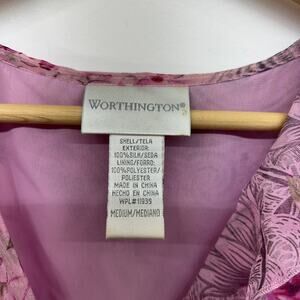 WORTHINGTON®
SHELL/TELA
EXTERIOR:
100%SILK/SEDA
LINING/FORRO:
100%POLYESTER/
POLIESTER
MADE IN CHINA
HECHO EN CHINA
WPL#11935
MEDIUM/MEDIANO